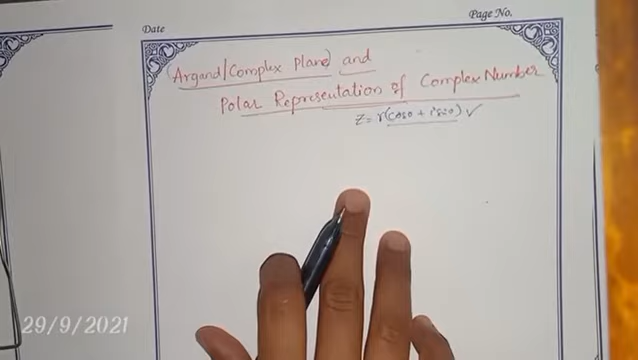 Date
Page No.
(Argand/Complex Plane) and
Polar Representation of Complex Number
Z = r(cosθ + isinθ) ✓
29/9/2021